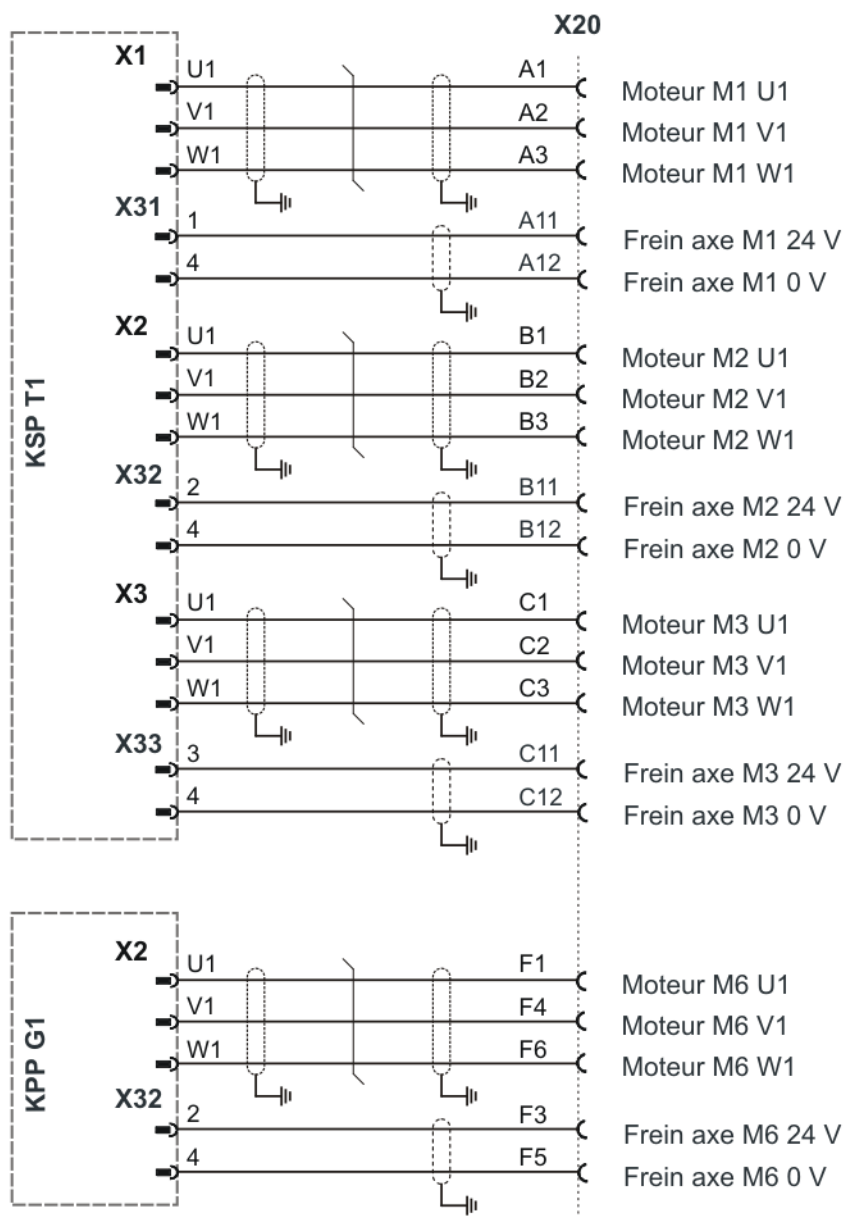 X20
X1
U1 A1 Moteur M1 U1
V1 A2 Moteur M1 V1
W1 A3 Moteur M1 W1
X31
1 A11 Frein axe M1 24 V
4 A12 Frein axe M1 0 V
KSP T1
X2
U1 B1 Moteur M2 U1
V1 B2 Moteur M2 V1
W1 B3 Moteur M2 W1
X32
2 B11 Frein axe M2 24 V
4 B12 Frein axe M2 0 V
X3
U1 C1 Moteur M3 U1
V1 C2 Moteur M3 V1
W1 C3 Moteur M3 W1
X33
3 C11 Frein axe M3 24 V
4 C12 Frein axe M3 0 V
KPP G1
X2
U1 F1 Moteur M6 U1
V1 F4 Moteur M6 V1
W1 F6 Moteur M6 W1
X32
2 F3 Frein axe M6 24 V
4 F5 Frein axe M6 0 V